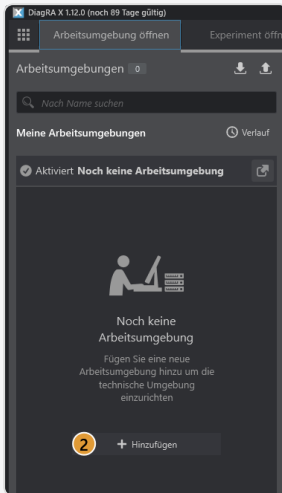 DiagRA X 1.12.0 (noch 89 Tage gültig)
Arbeitsumgebung öffnen Experiment öffn
Arbeitsumgebungen 0
Nach Name suchen
Meine Arbeitsumgebungen Verlauf
Aktiviert Noch keine Arbeitsumgebung
Noch keine
Arbeitsumgebung
Fügen Sie eine neue
Arbeitsumgebung hinzu um die
technische Umgebung
einzurichten
2 + Hinzufügen